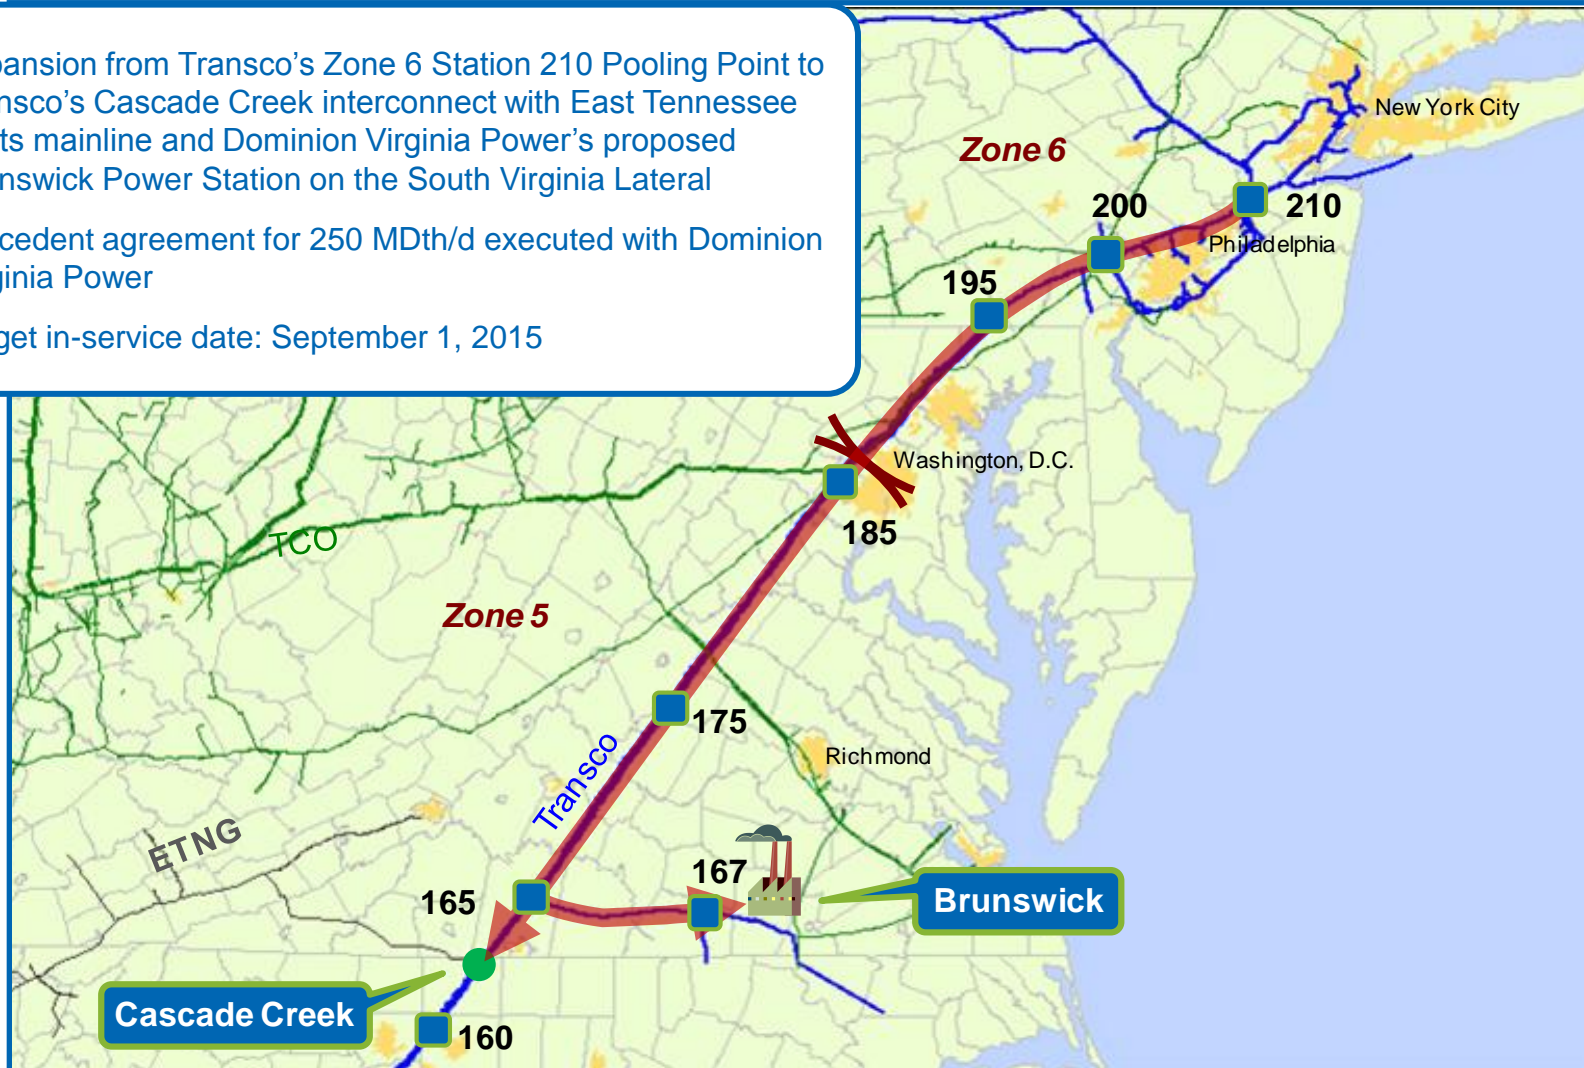 pansion from Transco's Zone 6 Station 210 Pooling Point to
nsco's Cascade Creek interconnect with East Tennessee
ts mainline and Dominion Virginia Power's proposed
nswick Power Station on the South Virginia Lateral
cedent agreement for 250 MDth/d executed with Dominion
ginia Power
get in-service date: September 1, 2015
New York City
Zone 6
200
210
Philadelphia
195
Washington, D.C.
185
TCO
Zone 5
175
Richmond
Transco
ETNG
167
165
Brunswick
Cascade Creek
160